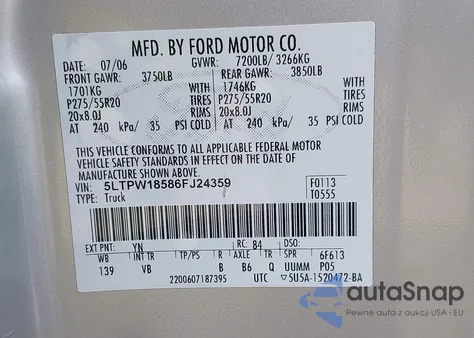 MFD. BY FORD MOTOR CO.
DATE: 07/06 GVWR: 7200LB/ 3266KG
FRONT GAWR: 3750LB REAR GAWR: 3850LB
1701KG WITH 1746KG WITH
P275/55R20 TIRES P275/55R20 TIRES
20x8.0J RIMS 20x8.0J RIMS
AT 240 kPa/ 35 PSI COLD AT 240 kPa/ 35 PSI COLD
THIS VEHICLE CONFORMS TO ALL APPLICABLE FEDERAL MOTOR
VEHICLE SAFETY STANDARDS IN EFFECT ON THE DATE OF
MANUFACTURE SHOWN ABOVE.
VIN: 5LTPW18586FJ24359 F0113
TYPE: Truck T0555
EXT PNT: YN RC: 84 DSO:
WB INT TR TP/PS R AXLE TR SPR 6F613
139 VB B B6 Q UUMM P05
2200607187395 UTC ▽5U5A-1520472-BA
autoSnap
Pewne auta z aukcji USA i EU